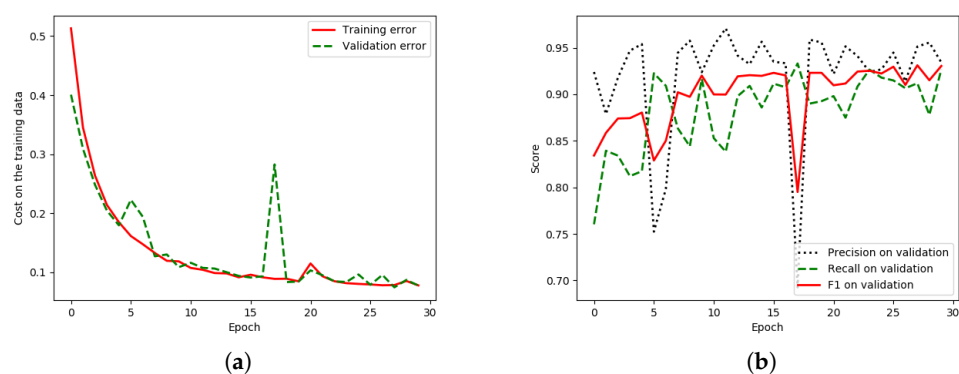 Cost on the training data
0.5
0.4
0.3
0.2
0.1
0 5 10 15 20 25 30
Epoch
Training error
Validation error
(a)
Score
0.95
0.90
0.85
0.80
0.75
0.70
0 5 10 15 20 25 30
Epoch
Precision on validation
Recall on validation
F1 on validation
(b)